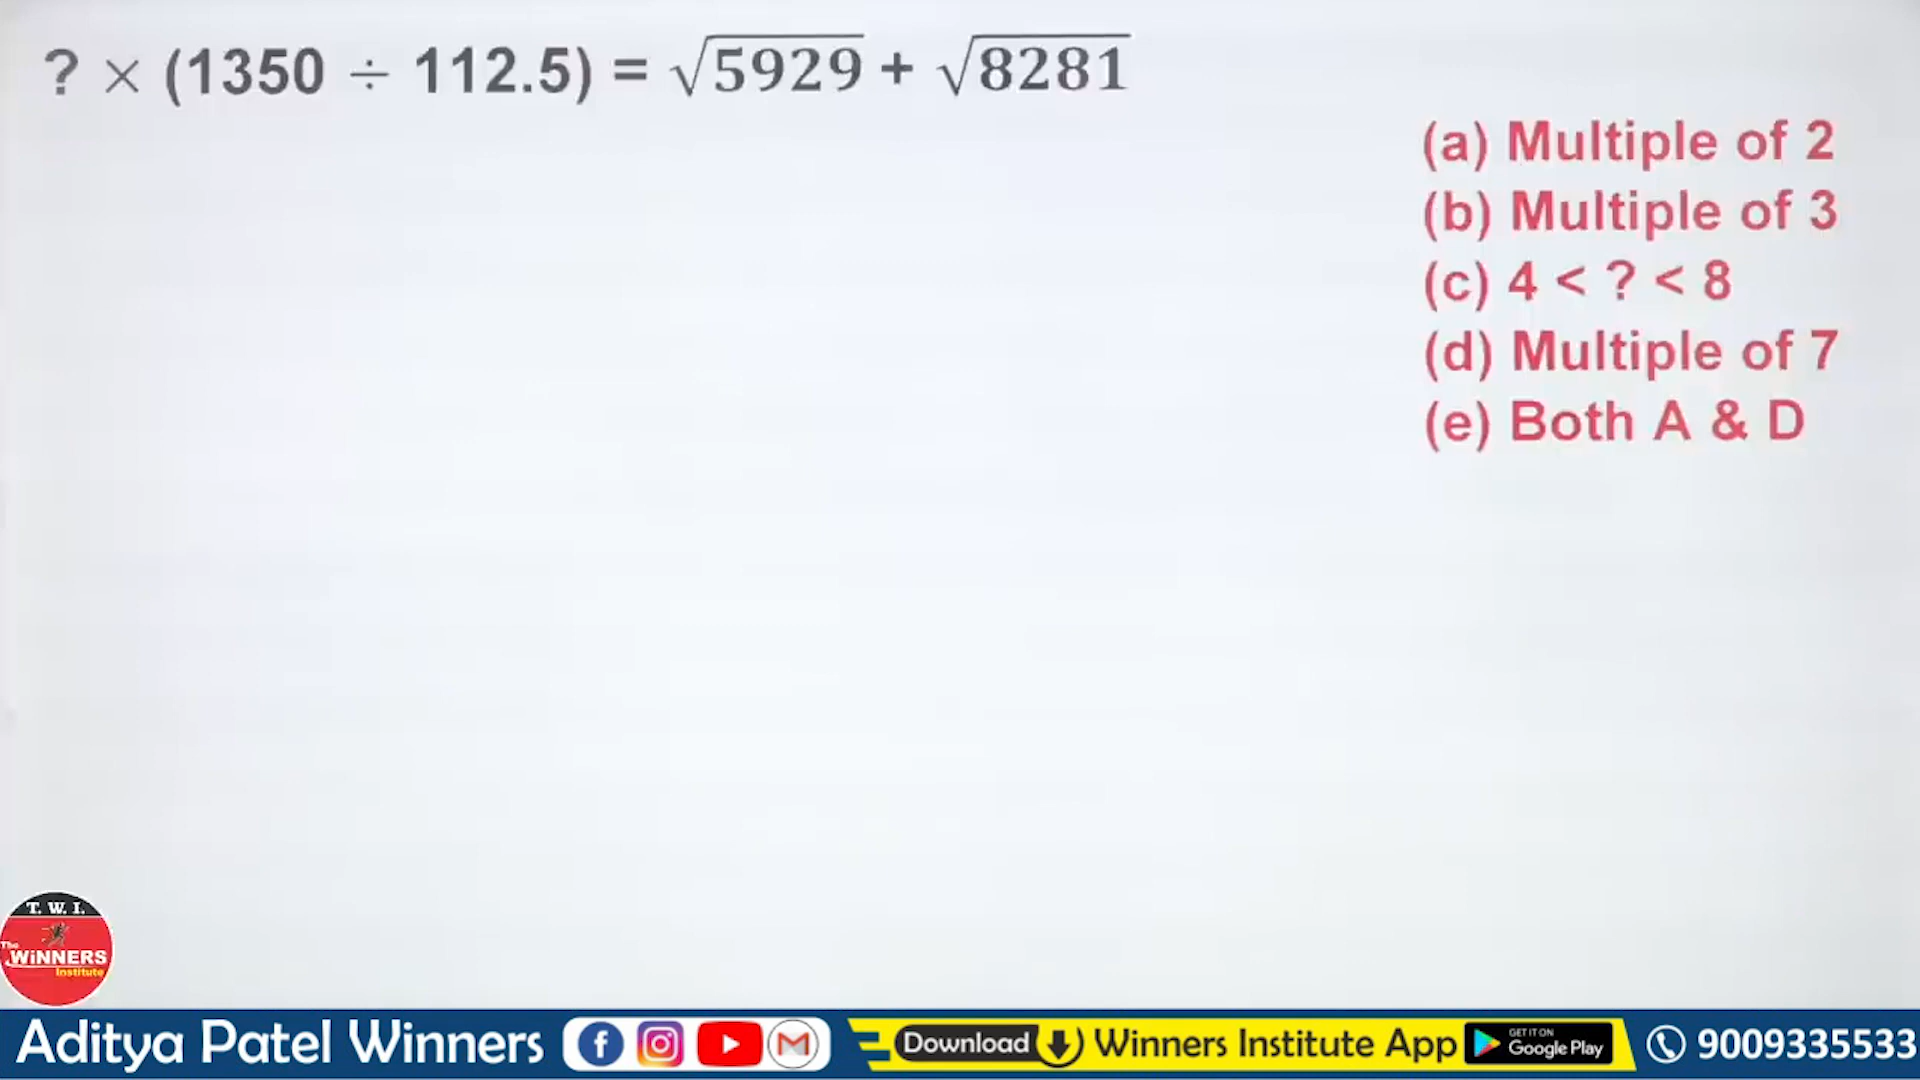 ? × (1350 ÷ 112.5) = √5929 + √8281
(a) Multiple of 2
(b) Multiple of 3
(c) 4 < ? < 8
(d) Multiple of 7
(e) Both A & D
T. W. I.
The
WiNNERS
Institute
Aditya Patel Winners
Download
Winners Institute App
GET IT ON
Google Play
9009335533